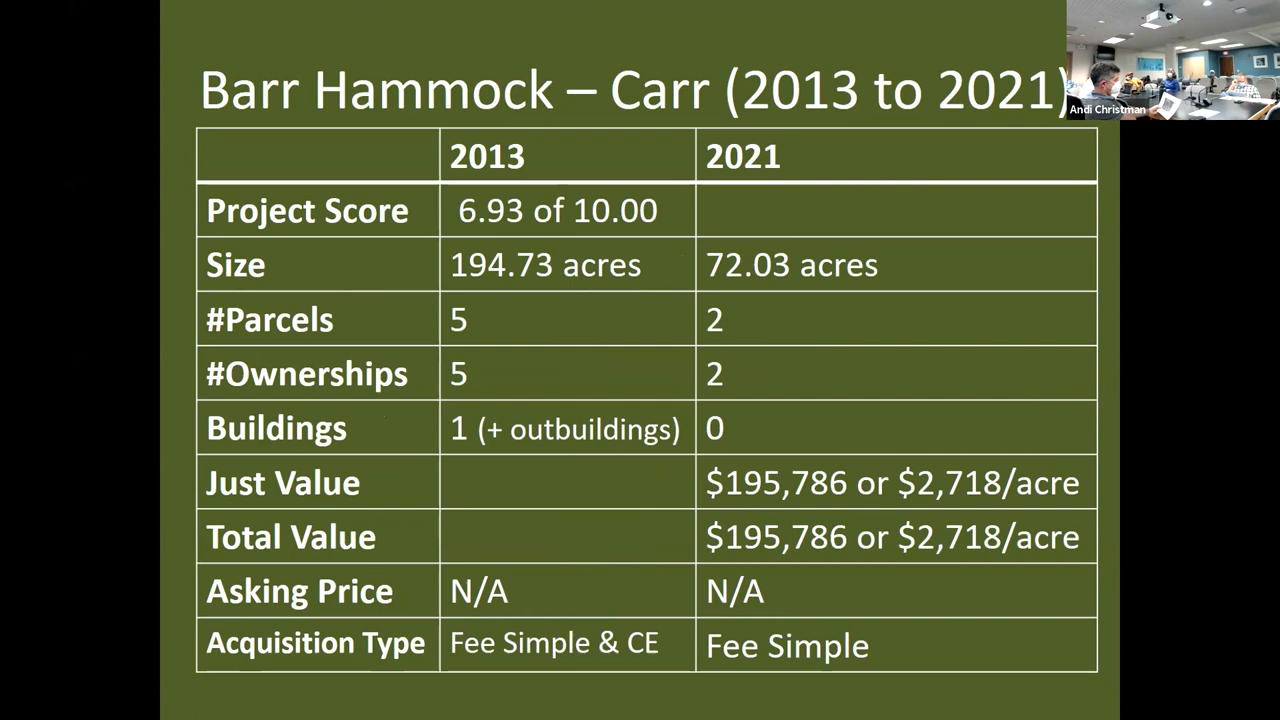 Barr Hammock – Carr (2013 to 2021)
Andi Christman
2013 2021
Project Score 6.93 of 10.00
Size 194.73 acres 72.03 acres
#Parcels 5 2
#Ownerships 5 2
Buildings 1 (+ outbuildings) 0
Just Value $195,786 or $2,718/acre
Total Value $195,786 or $2,718/acre
Asking Price N/A N/A
Acquisition Type Fee Simple & CE Fee Simple